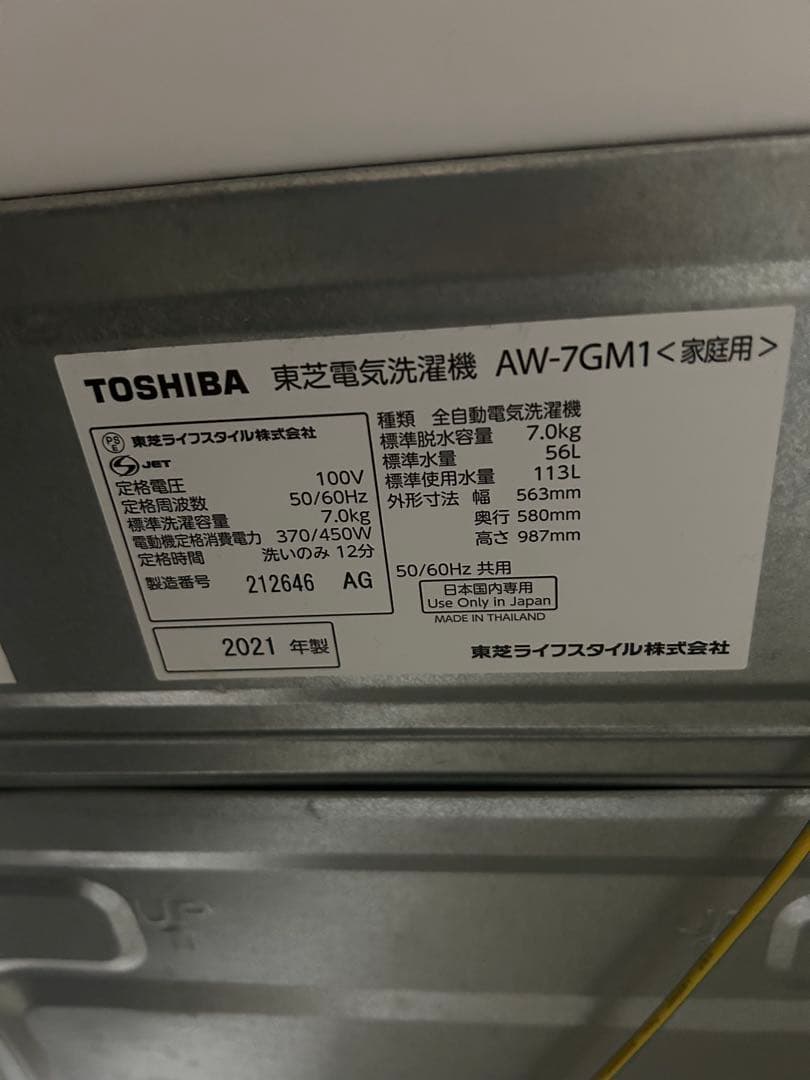 TOSHIBA 東芝電気洗濯機 AW-7GM1<家庭用>
PS E 東芝ライフスタイル株式会社
S JET
定格電圧 100V
定格周波数 50/60Hz
標準洗濯容量 7.0kg
電動機定格消費電力 370/450W
定格時間 洗いのみ 12分
製造番号 212646 AG
2021 年製
種類 全自動電気洗濯機
標準脱水容量 7.0kg
標準水量 56L
標準使用水量 113L
外形寸法 幅 563mm
奥行 580mm
高さ 987mm
50/60Hz 共用
日本国内専用
Use Only in Japan
MADE IN THAILAND
東芝ライフスタイル株式会社
UP